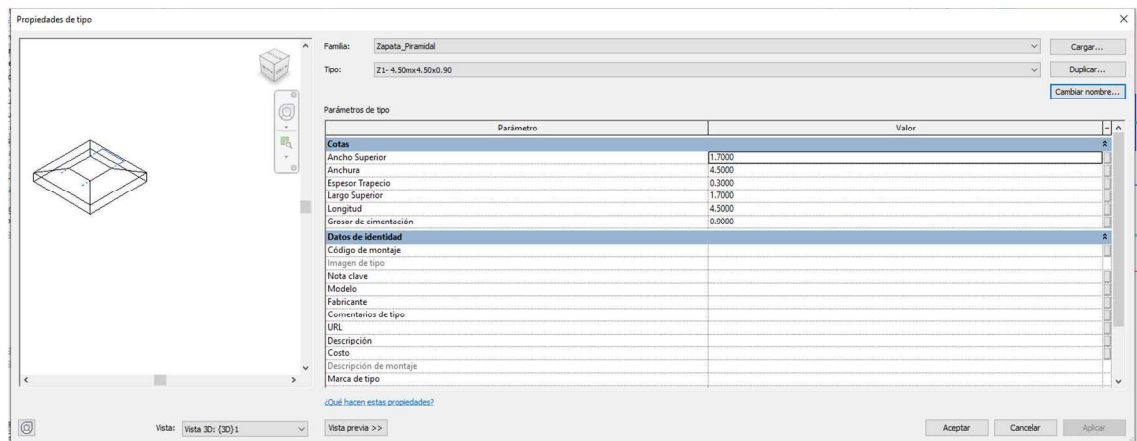 Propiedades de tipo
Familia: Zapata_Piramidal Cargar...
Tipo: Z1- 4.50mx4.50x0.90 Duplicar...
Cambiar nombre...
Parámetros de tipo
Parámetro Valor
Cotas
Ancho Superior 1.7000
Anchura 4.5000
Espesor Trapecio 0.3000
Largo Superior 1.7000
Longitud 4.5000
Grosor de cimentación 0.9000
Datos de identidad
Código de montaje
Imagen de tipo
Nota clave
Modelo
Fabricante
Comentarios de tipo
URL
Descripción
Costo
Descripción de montaje
Marca de tipo
¿Qué hacen estas propiedades?
Vista: Vista 3D: {3D}1 Vista previa >> Aceptar Cancelar Aplicar